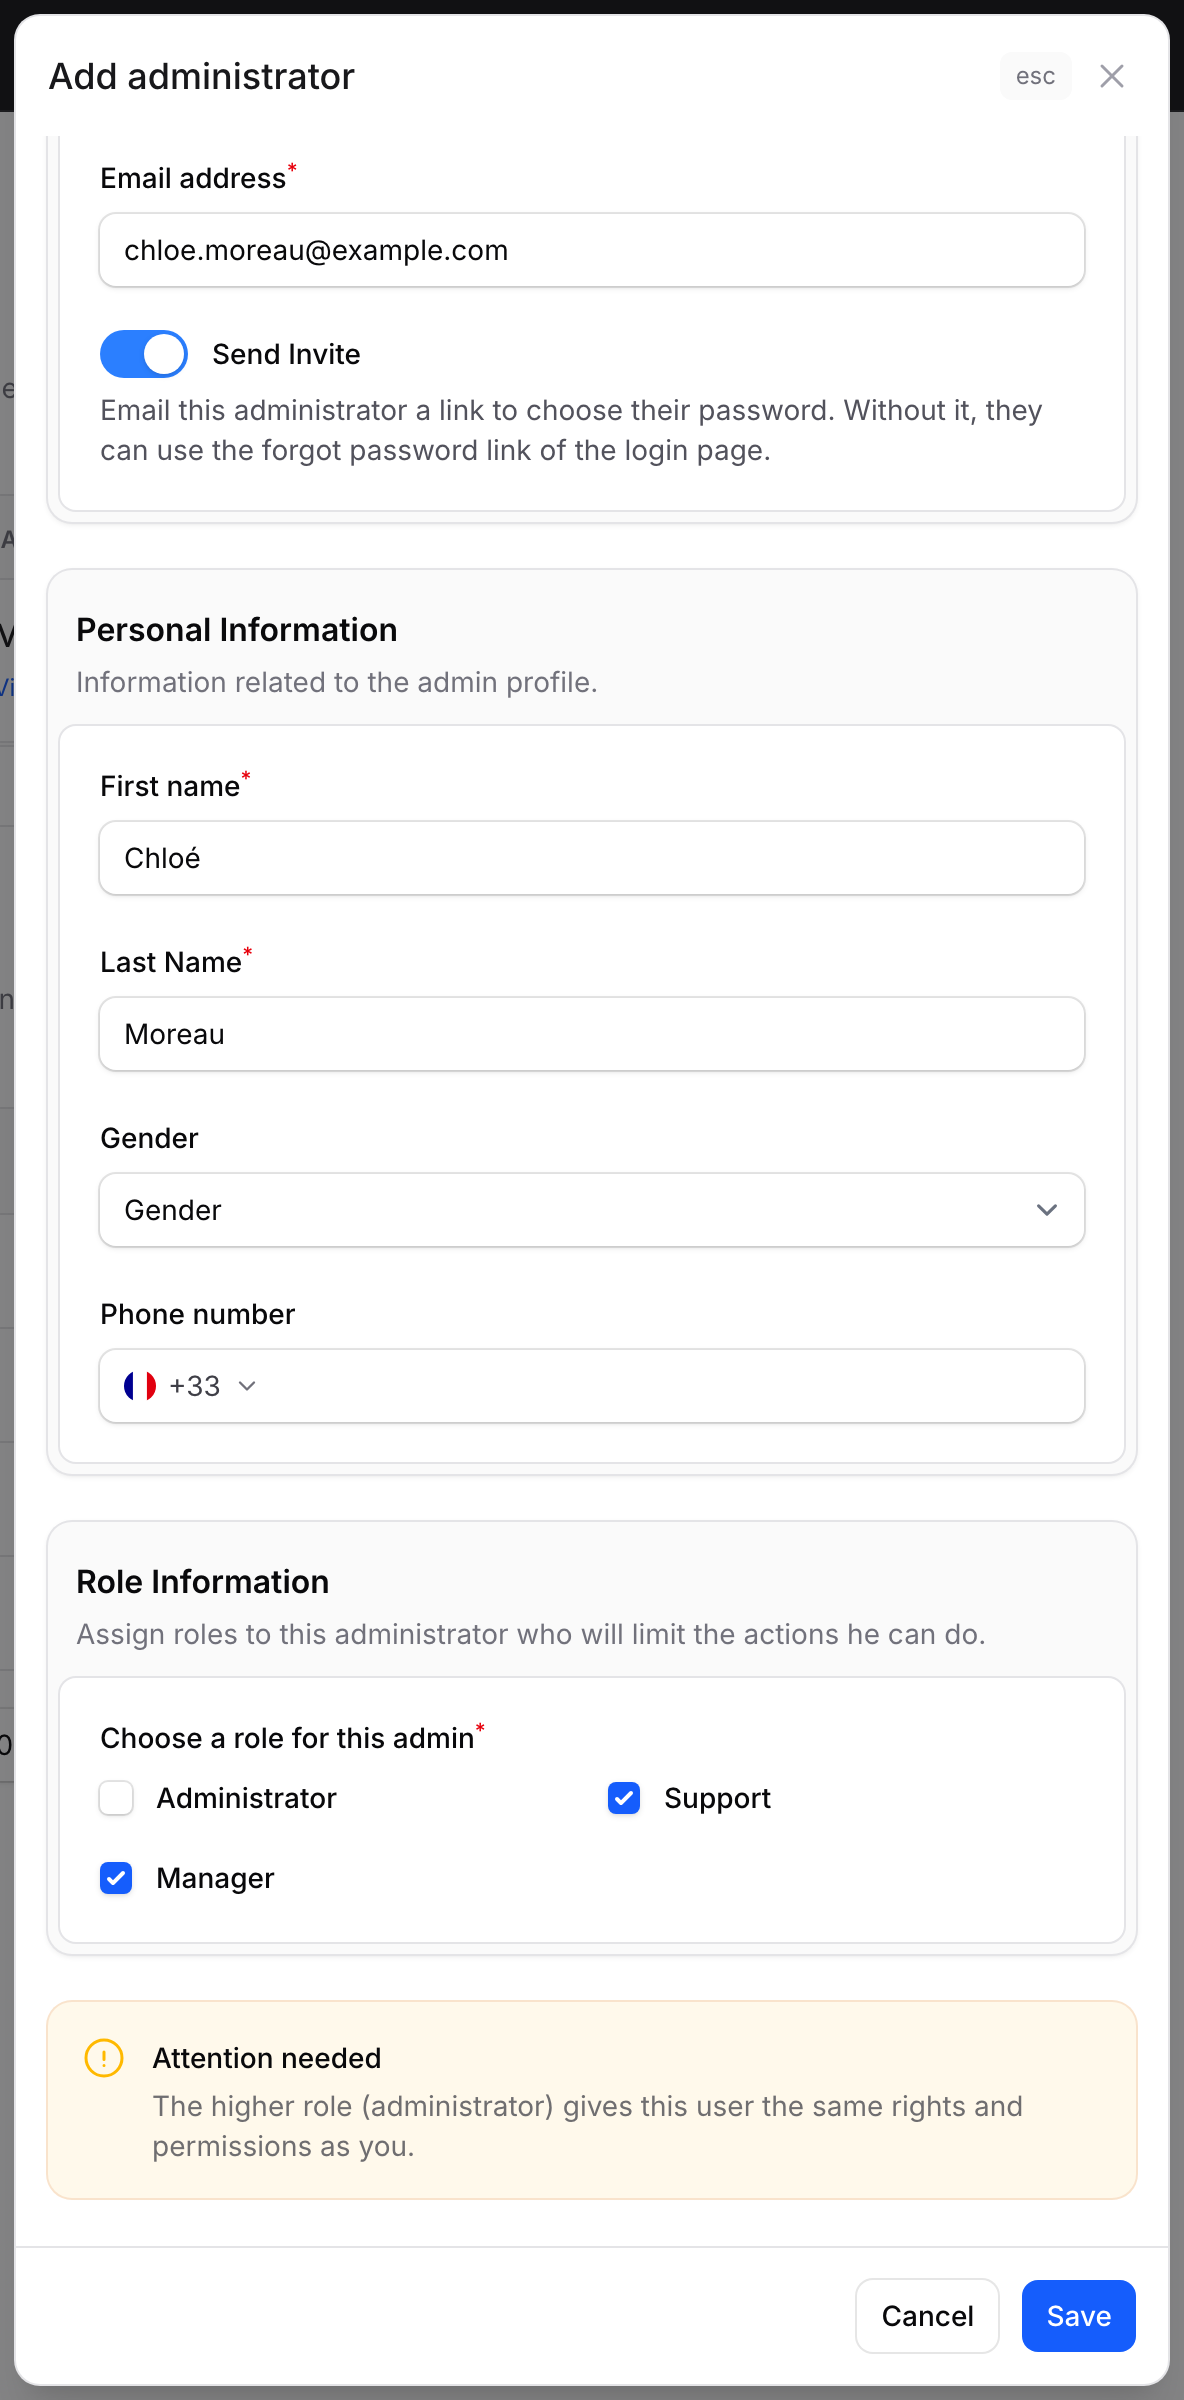 Add administrator
esc
Email address*
chloe.moreau@example.com
Send Invite
Email this administrator a link to choose their password. Without it, they
can use the forgot password link of the login page.
Personal Information
Information related to the admin profile.
First name*
Chloé
Last Name*
Moreau
Gender
Gender
Phone number
+33
Role Information
Assign roles to this administrator who will limit the actions he can do.
Choose a role for this admin*
Administrator
Support
Manager
Attention needed
The higher role (administrator) gives this user the same rights and
permissions as you.
Cancel
Save